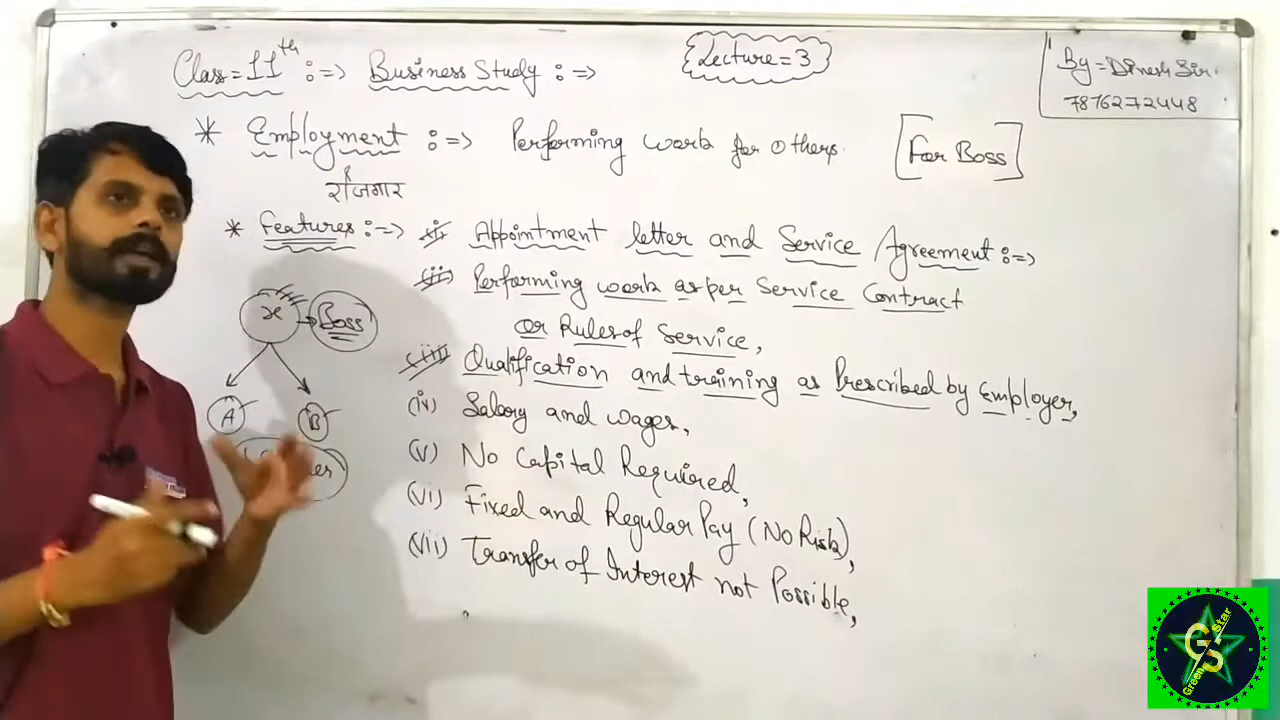 Class=11th :=> Business Study :=>
Lecture=3
By=Dinesh Sir.
7876272448
* Employment :=> Performing work for others. [For Boss]
रोजगार
* Features :=> (i) Appointment letter and Service Agreement :=>
(ii) Performing work as per Service Contract
or Rules of Service,
(iii) Qualification and training as Prescribed by Employer,
x → Boss
A B
(iv) Salary and wages,
(v) No Capital Required,
(vi) Fixed and Regular Pay (No Risk),
(vii) Transfer of Interest not Possible,
GS
Green Star